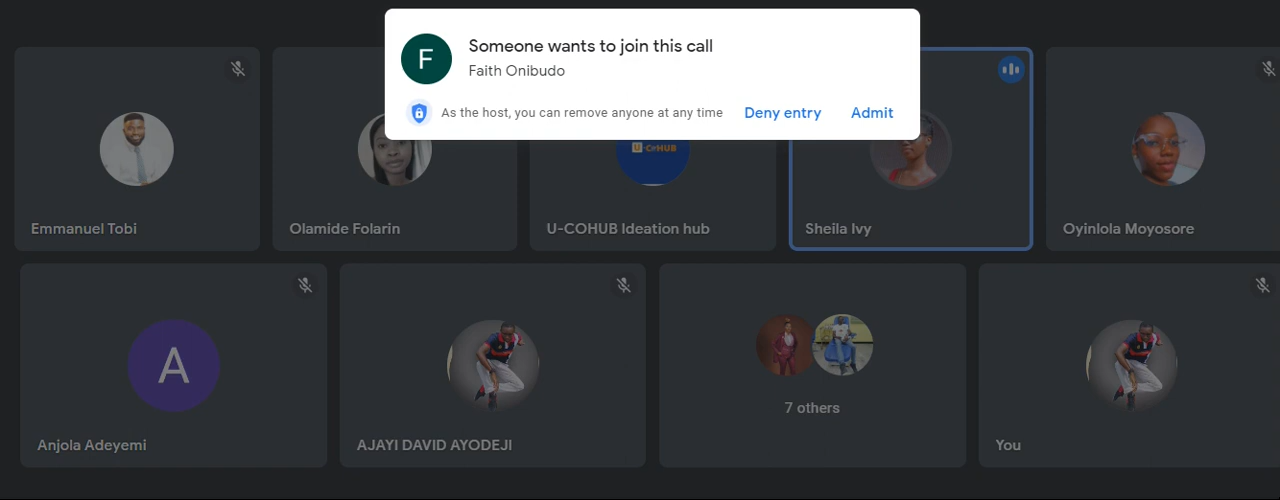 Someone wants to join this call
F
Faith Onibudo
As the host, you can remove anyone at any time
Deny entry
Admit
U-COHUB
Emmanuel Tobi
Olamide Folarin
U-COHUB Ideation hub
Sheila Ivy
Oyinlola Moyosore
A
7 others
Anjola Adeyemi
AJAYI DAVID AYODEJI
You